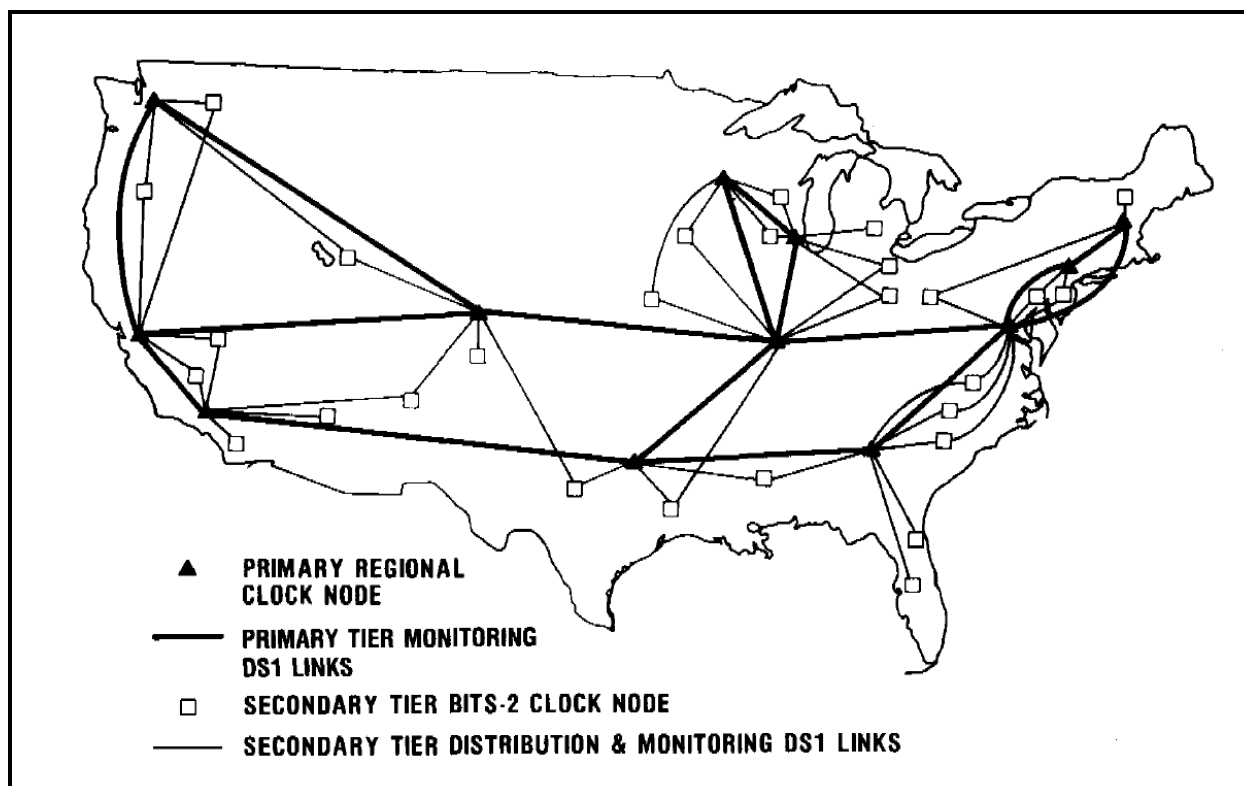 PRIMARY REGIONAL
CLOCK NODE
PRIMARY TIER MONITORING
DS1 LINKS
SECONDARY TIER BITS-2 CLOCK NODE
SECONDARY TIER DISTRIBUTION & MONITORING DS1 LINKS